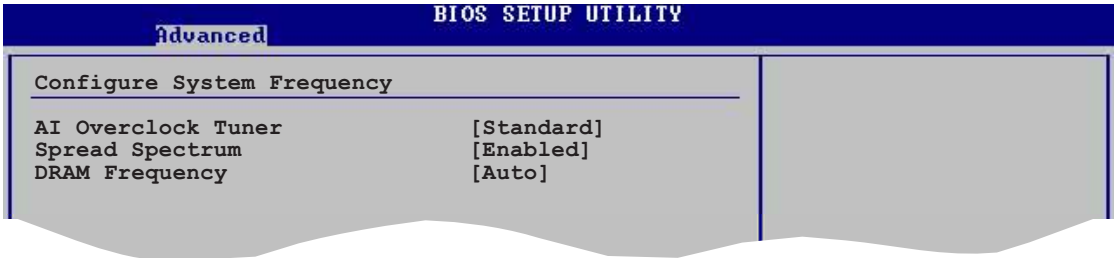 BIOS SETUP UTILITY
Advanced
Configure System Frequency
AI Overclock Tuner [Standard]
Spread Spectrum [Enabled]
DRAM Frequency [Auto]